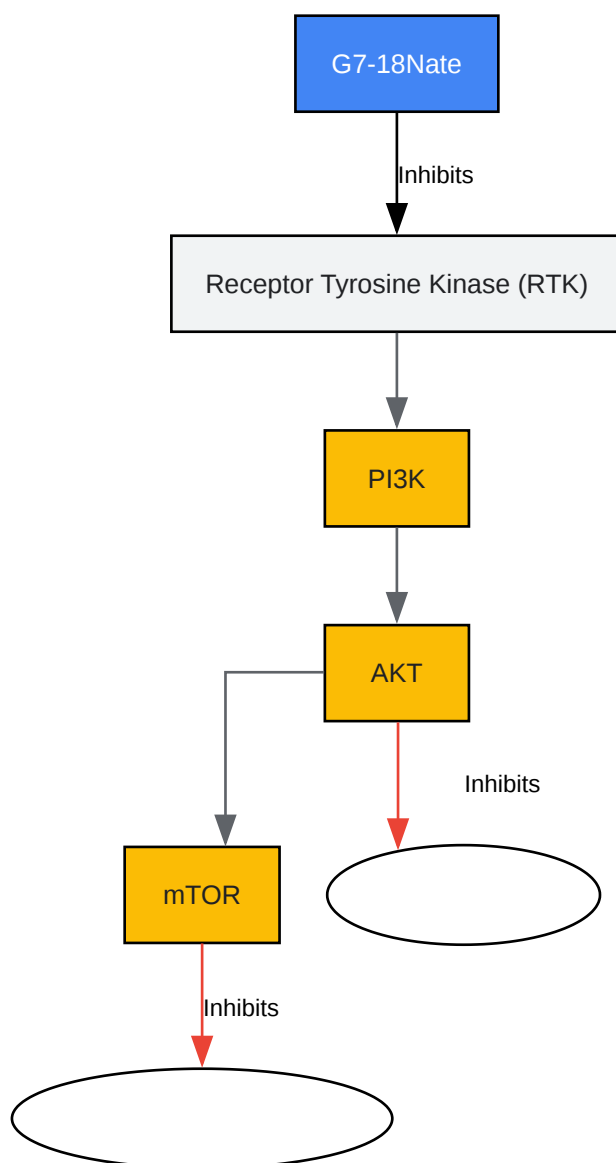 G7-18Nate
Inhibits
Receptor Tyrosine Kinase (RTK)
PI3K
AKT
Inhibits
mTOR
Inhibits